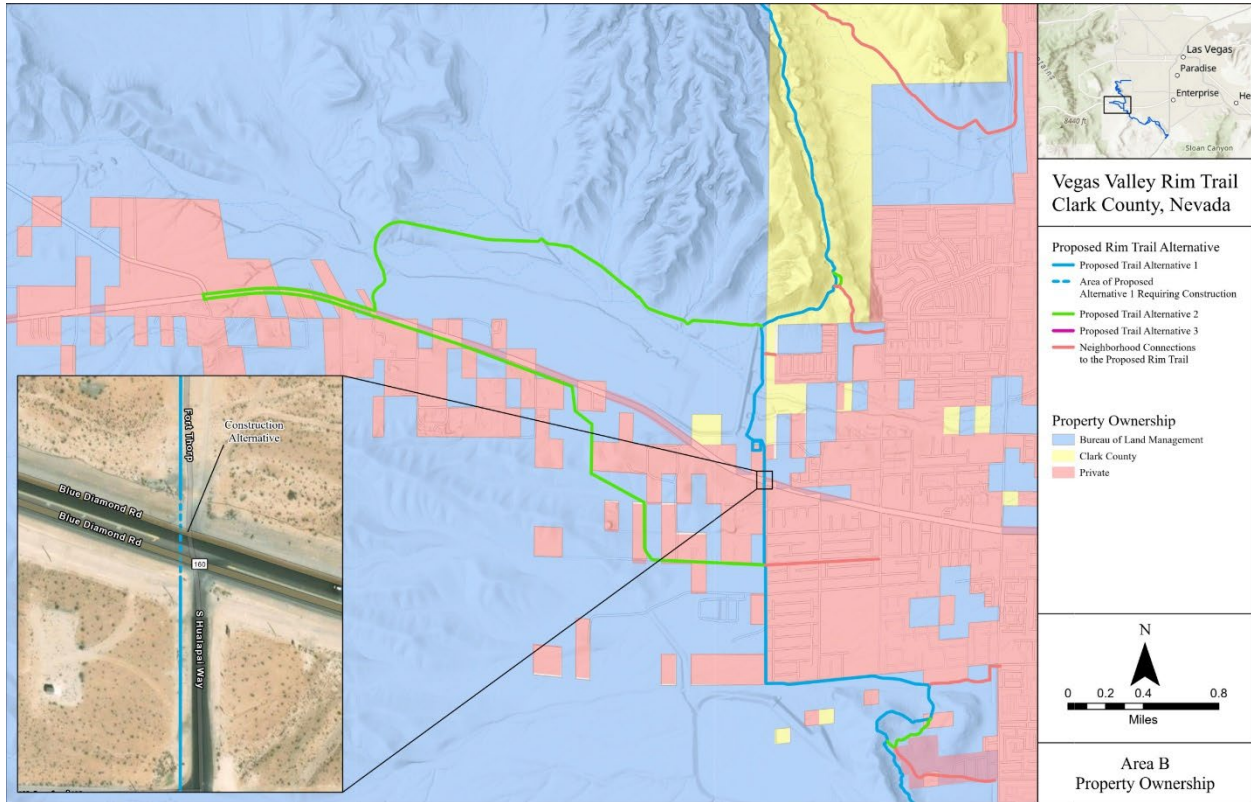 Las Vegas
Paradise
Enterprise
He
8440 ft
Sloan Canyon
Vegas Valley Rim Trail
Clark County, Nevada
Proposed Rim Trail Alternative
Proposed Trail Alternative 1
Area of Proposed
Alternative 1 Requiring Construction
Proposed Trail Alternative 2
Proposed Trail Alternative 3
Neighborhood Connections
to the Proposed Rim Trail
Property Ownership
Bureau of Land Management
Clark County
Private
Fort Thorp
Construction
Alternative
Blue Diamond Rd
Blue Diamond Rd
160
S Hualapai Way
N
0 0.2 0.4 0.8
Miles
Area B
Property Ownership